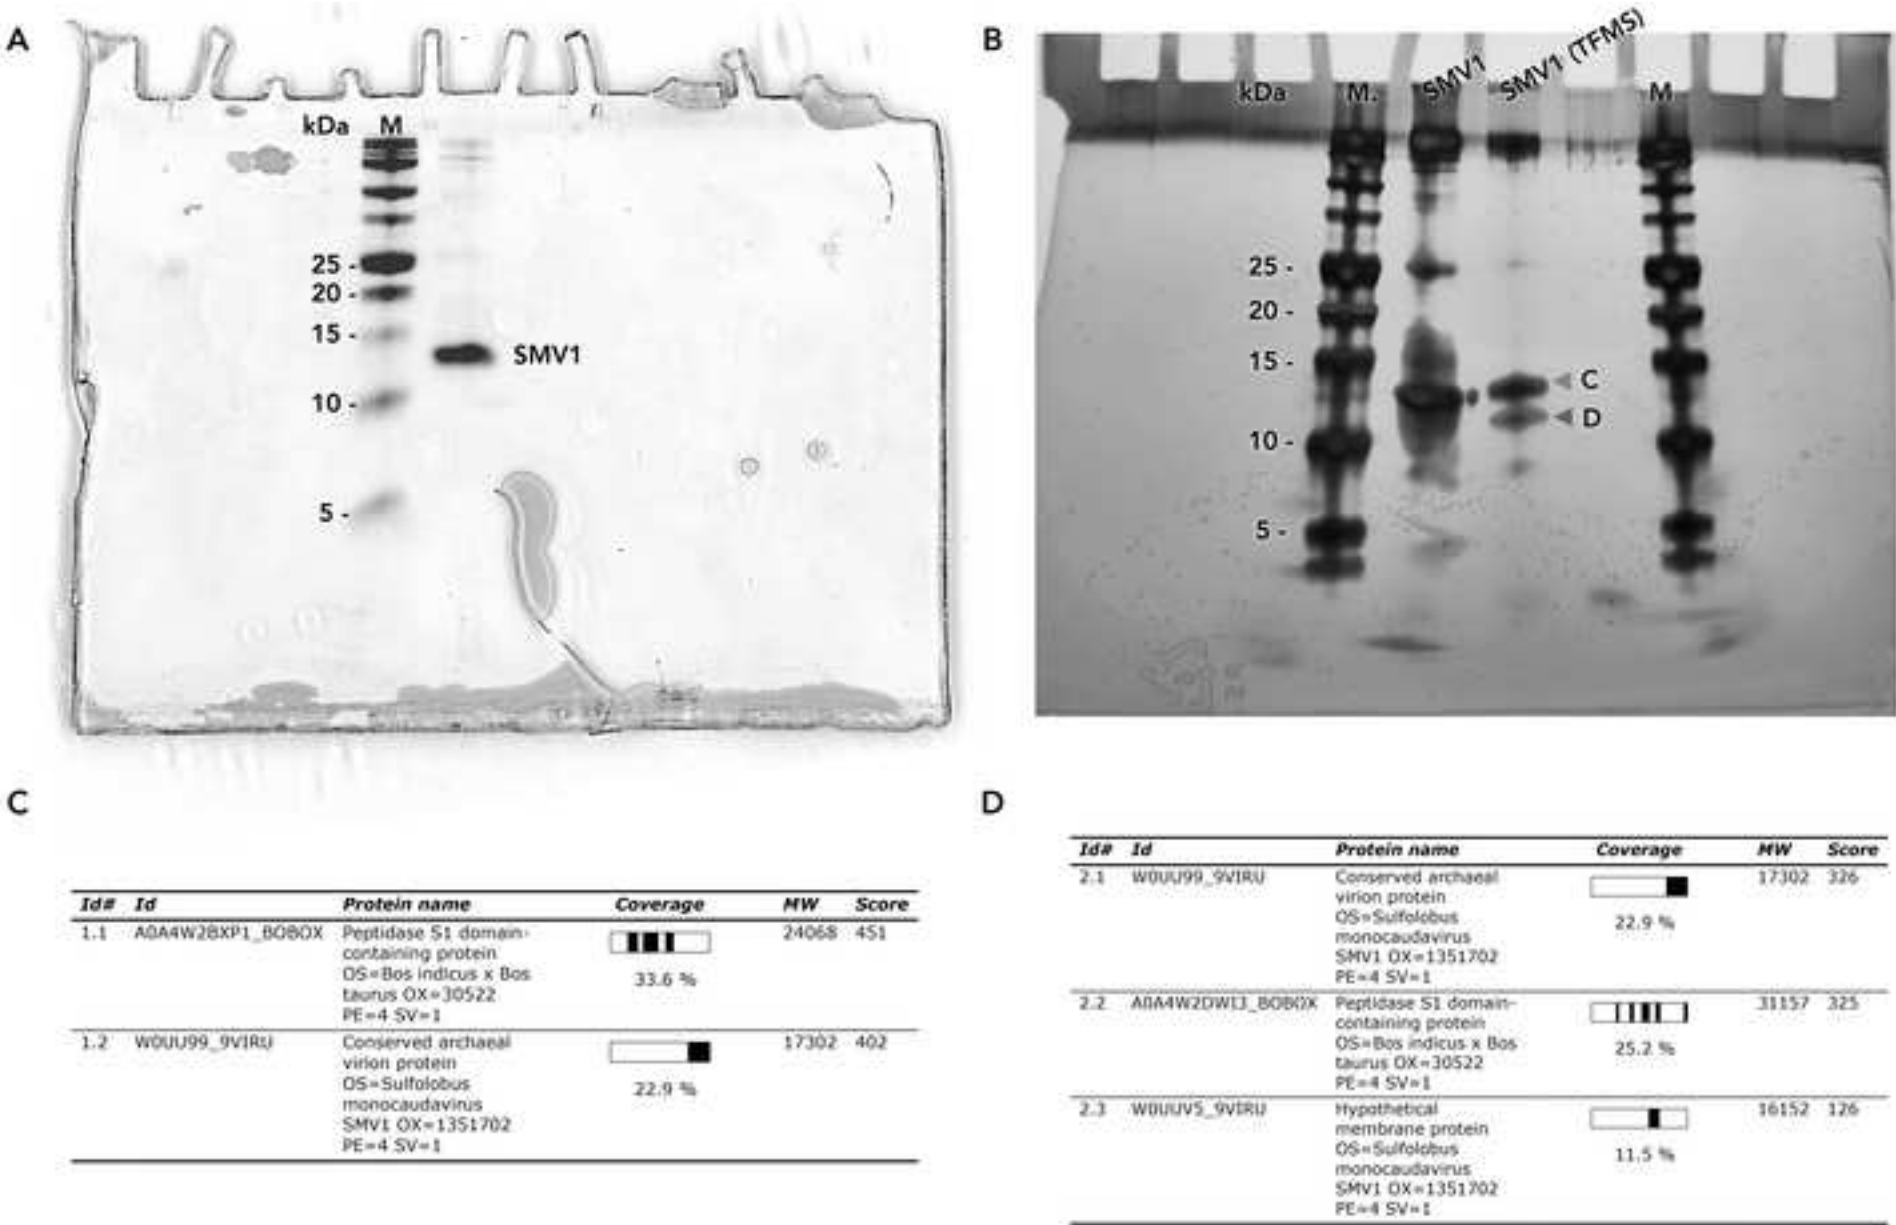 A
kDa M
25 -
20 -
15 -
SMV1
10 -
5 -
B
kDa M. SMV1 SMV1 (TFMS) M
25 -
20 -
15 -
C
D
10 -
5 -
C
Id# Id Protein name Coverage MW Score
1.1 A0A4W2BXP1_BOBOX Peptidase S1 domain- 24068 451
containing protein
OS=Bos indicus x Bos
33.6 %
taurus OX=30522
PE=4 SV=1
1.2 W0UU99_9VIRU Conserved archaeal 17302 402
virion protein
OS=Sulfolobus
22.9 %
monocaudavirus
SMV1 OX=1351702
PE=4 SV=1
D
Id# Id Protein name Coverage MW Score
2.1 W0UU99_9VIRU Conserved archaeal 17302 326
virion protein
OS=Sulfolobus
22.9 %
monocaudavirus
SMV1 OX=1351702
PE=4 SV=1
2.2 A0A4W2DWI3_BOBOX Peptidase S1 domain- 31157 325
containing protein
OS=Bos indicus x Bos
25.2 %
taurus OX=30522
PE=4 SV=1
2.3 W0UUV5_9VIRU Hypothetical 16152 126
membrane protein
OS=Sulfolobus
11.5 %
monocaudavirus
SMV1 OX=1351702
PE=4 SV=1